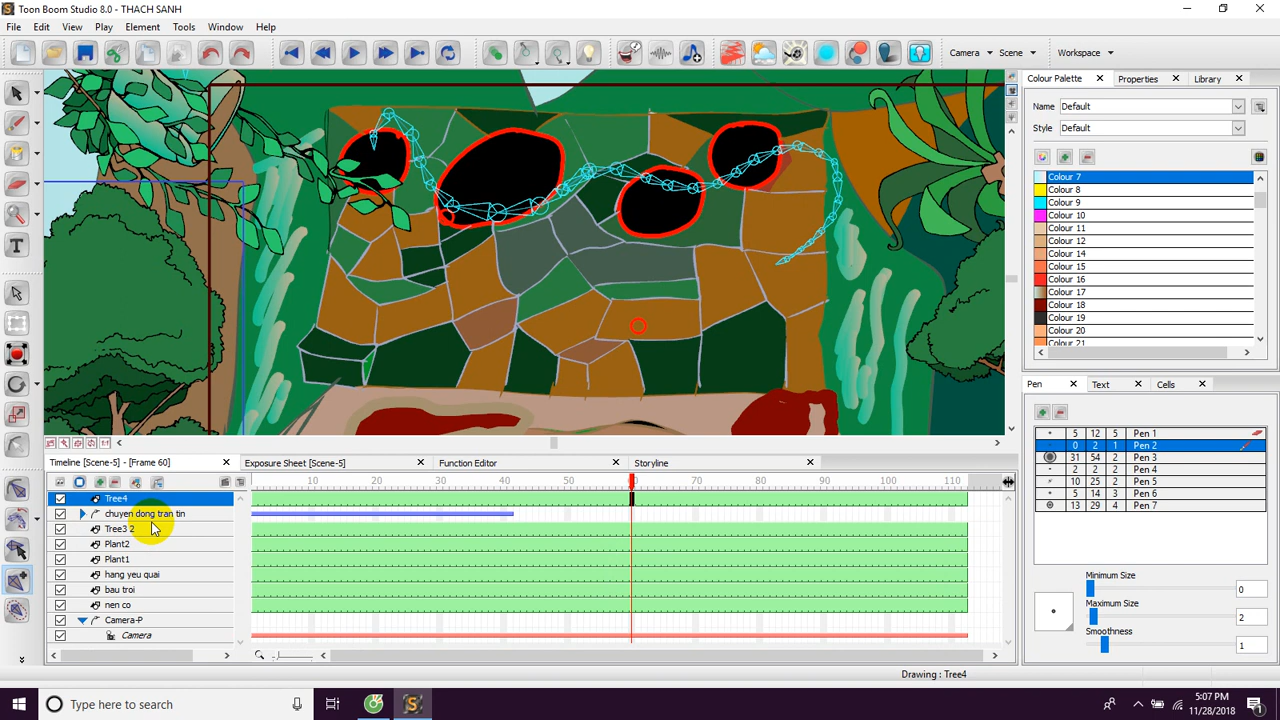 Toon Boom Studio 8.0 - THACH SANH
File Edit View Play Element Tools Window Help
Camera Scene Workspace
Colour Palette Properties Library
Name Default
Style Default
Colour 7
Colour 8
Colour 9
Colour 10
Colour 11
Colour 12
Colour 14
Colour 15
Colour 16
Colour 17
Colour 18
Colour 19
Colour 20
Colour 21
Pen Text Cells
5 12 5 Pen 1
0 2 1 Pen 2
31 54 2 Pen 3
2 2 2 Pen 4
10 25 2 Pen 5
5 14 3 Pen 6
13 29 4 Pen 7
Minimum Size
0
Maximum Size
2
Smoothness
1
Timeline [Scene-5] - [Frame 60] Exposure Sheet [Scene-5] Function Editor Storyline
10 20 30 40 50 60 70 80 90 100 110
Tree4
chuyen dong tran tin
Tree3 2
Plant2
Plant1
hang yeu quai
bau troi
nen co
Camera-P
Camera
Drawing : Tree4
Type here to search
5:07 PM
11/28/2018